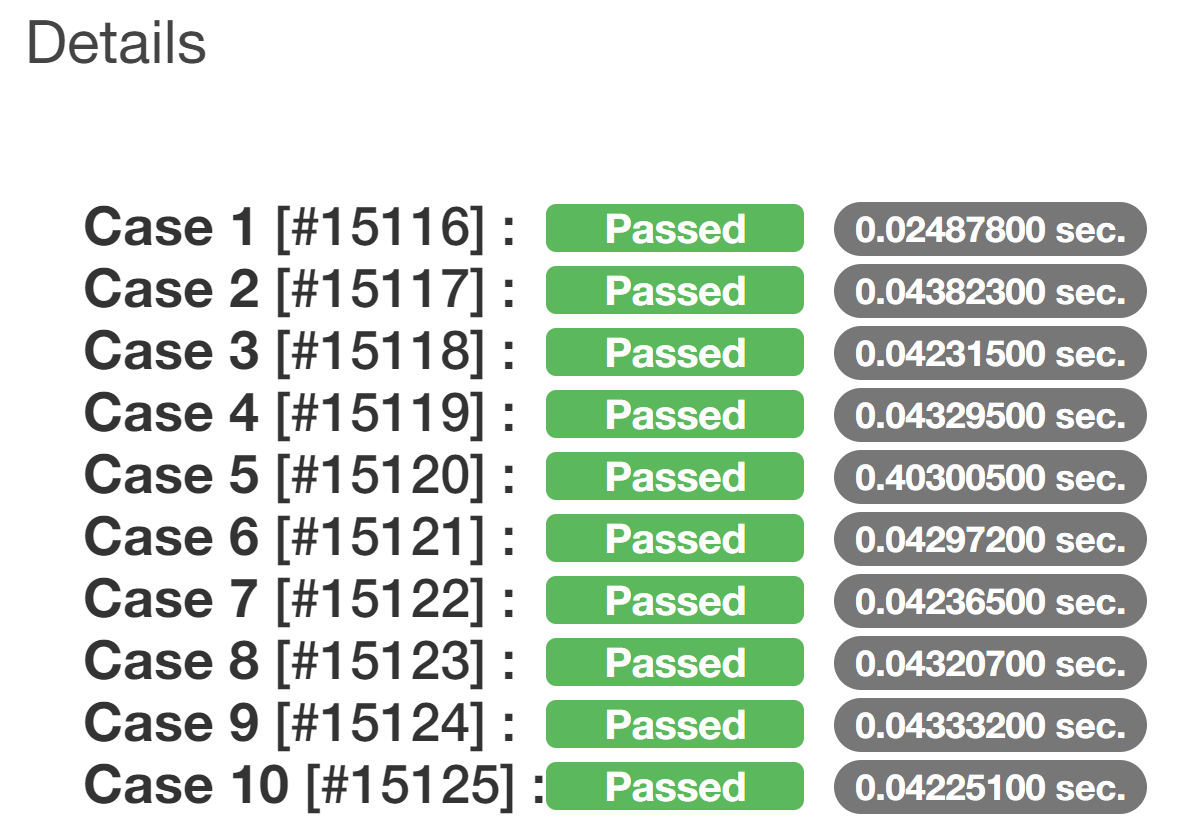 Details
Case 1 [#15116] : Passed 0.02487800 sec.
Case 2 [#15117] : Passed 0.04382300 sec.
Case 3 [#15118] : Passed 0.04231500 sec.
Case 4 [#15119] : Passed 0.04329500 sec.
Case 5 [#15120] : Passed 0.40300500 sec.
Case 6 [#15121] : Passed 0.04297200 sec.
Case 7 [#15122] : Passed 0.04236500 sec.
Case 8 [#15123] : Passed 0.04320700 sec.
Case 9 [#15124] : Passed 0.04333200 sec.
Case 10 [#15125] : Passed 0.04225100 sec.